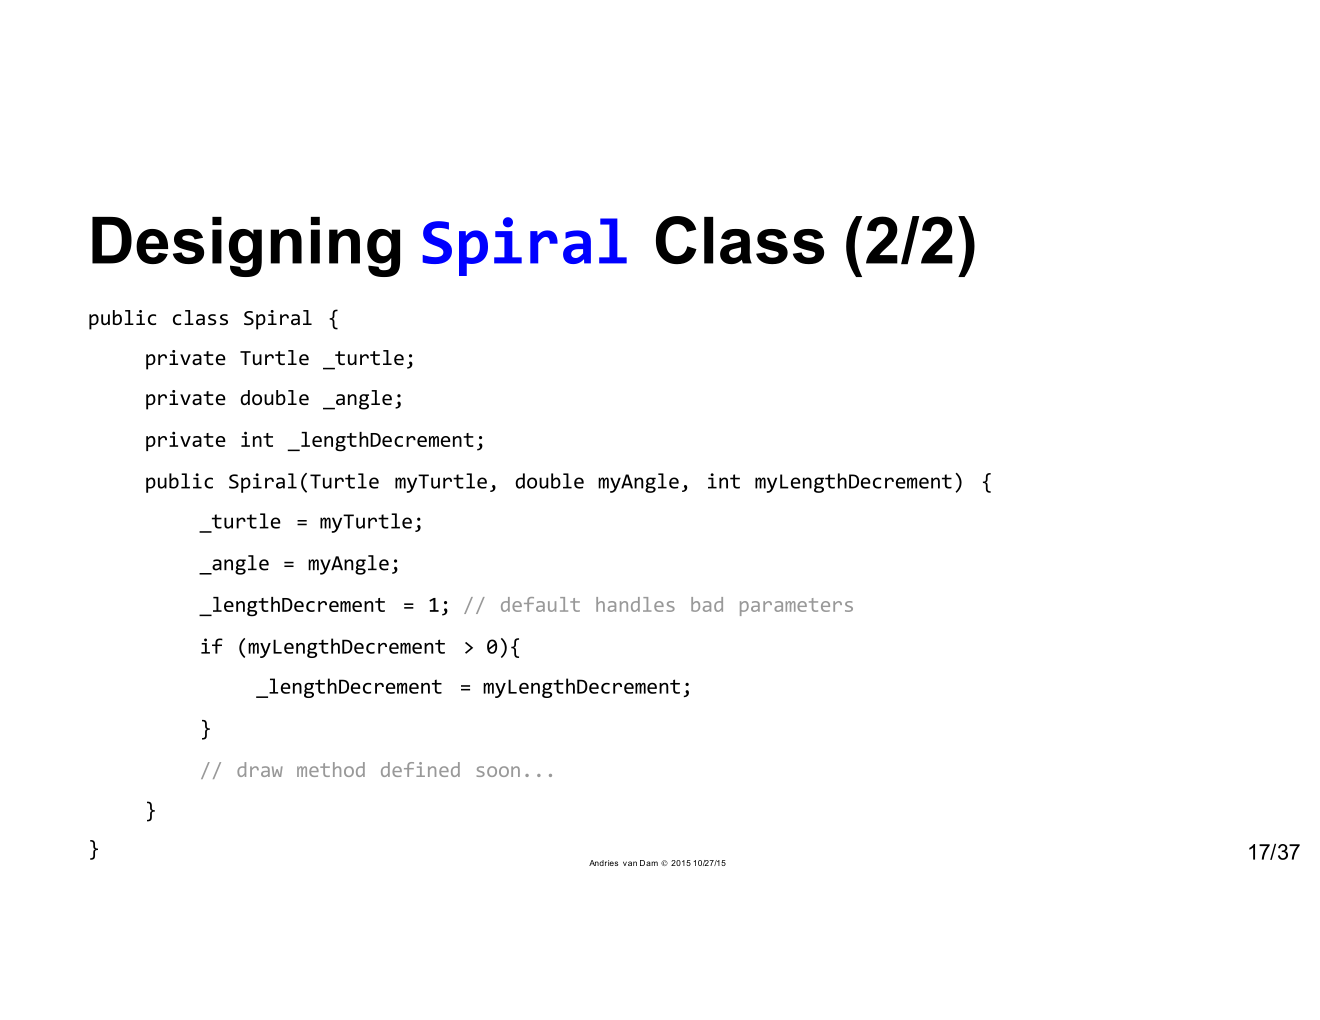 Designing Spiral Class (2/2)
public class Spiral {
private Turtle _turtle;
private double _angle;
private int _lengthDecrement;
public Spiral(Turtle myTurtle, double myAngle, int myLengthDecrement) {
_turtle = myTurtle;
_angle = myAngle;
_lengthDecrement = 1; // default handles bad parameters
if (myLengthDecrement > 0){
_lengthDecrement = myLengthDecrement;
}
// draw method defined soon...
}
}
Andries van Dam © 2015 10/27/15
17/37